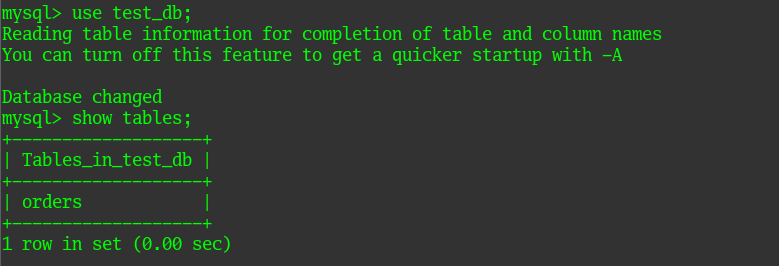 mysql> use test_db;
Reading table information for completion of table and column names
You can turn off this feature to get a quicker startup with -A
Database changed
mysql> show tables;
+-------------------+
| Tables_in_test_db |
+-------------------+
| orders            |
+-------------------+
1 row in set (0.00 sec)